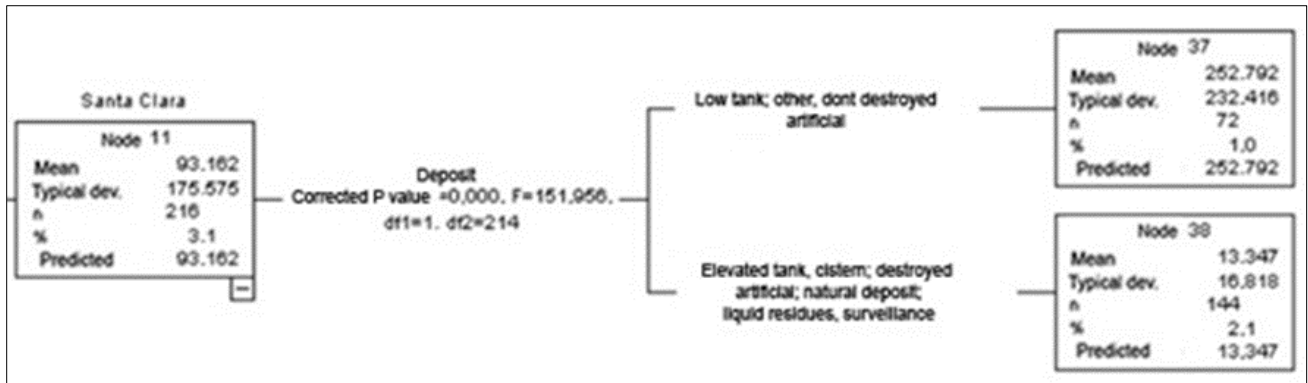 Santa Clara
Node 11
Mean 93.162
Typical dev. 175.575
n 216
% 3.1
Predicted 93.162
Deposit
Corrected P value =0,000, F=151.956,
df1=1. df2=214
Low tank; other, dont destroyed
artificial
Elevated tank, cistern; destroyed
artificial; natural deposit;
liquid residues, surveillance
Node 37
Mean 252.792
Typical dev. 232.416
n 72
% 1.0
Predicted 252.792
Node 38
Mean 13.347
Typical dev. 16.818
n 144
% 2.1
Predicted 13.347